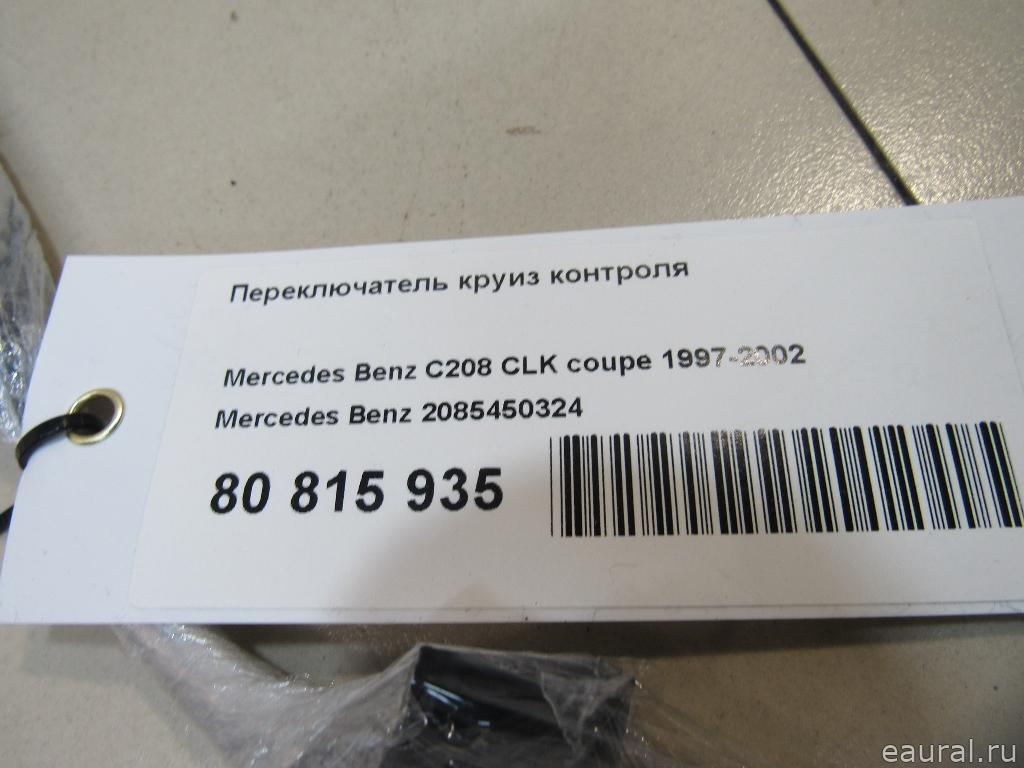 Переключатель круиз контроля
Mercedes Benz C208 CLK coupe 1997-2002
Mercedes Benz 2085450324
80 815 935
eaural.ru